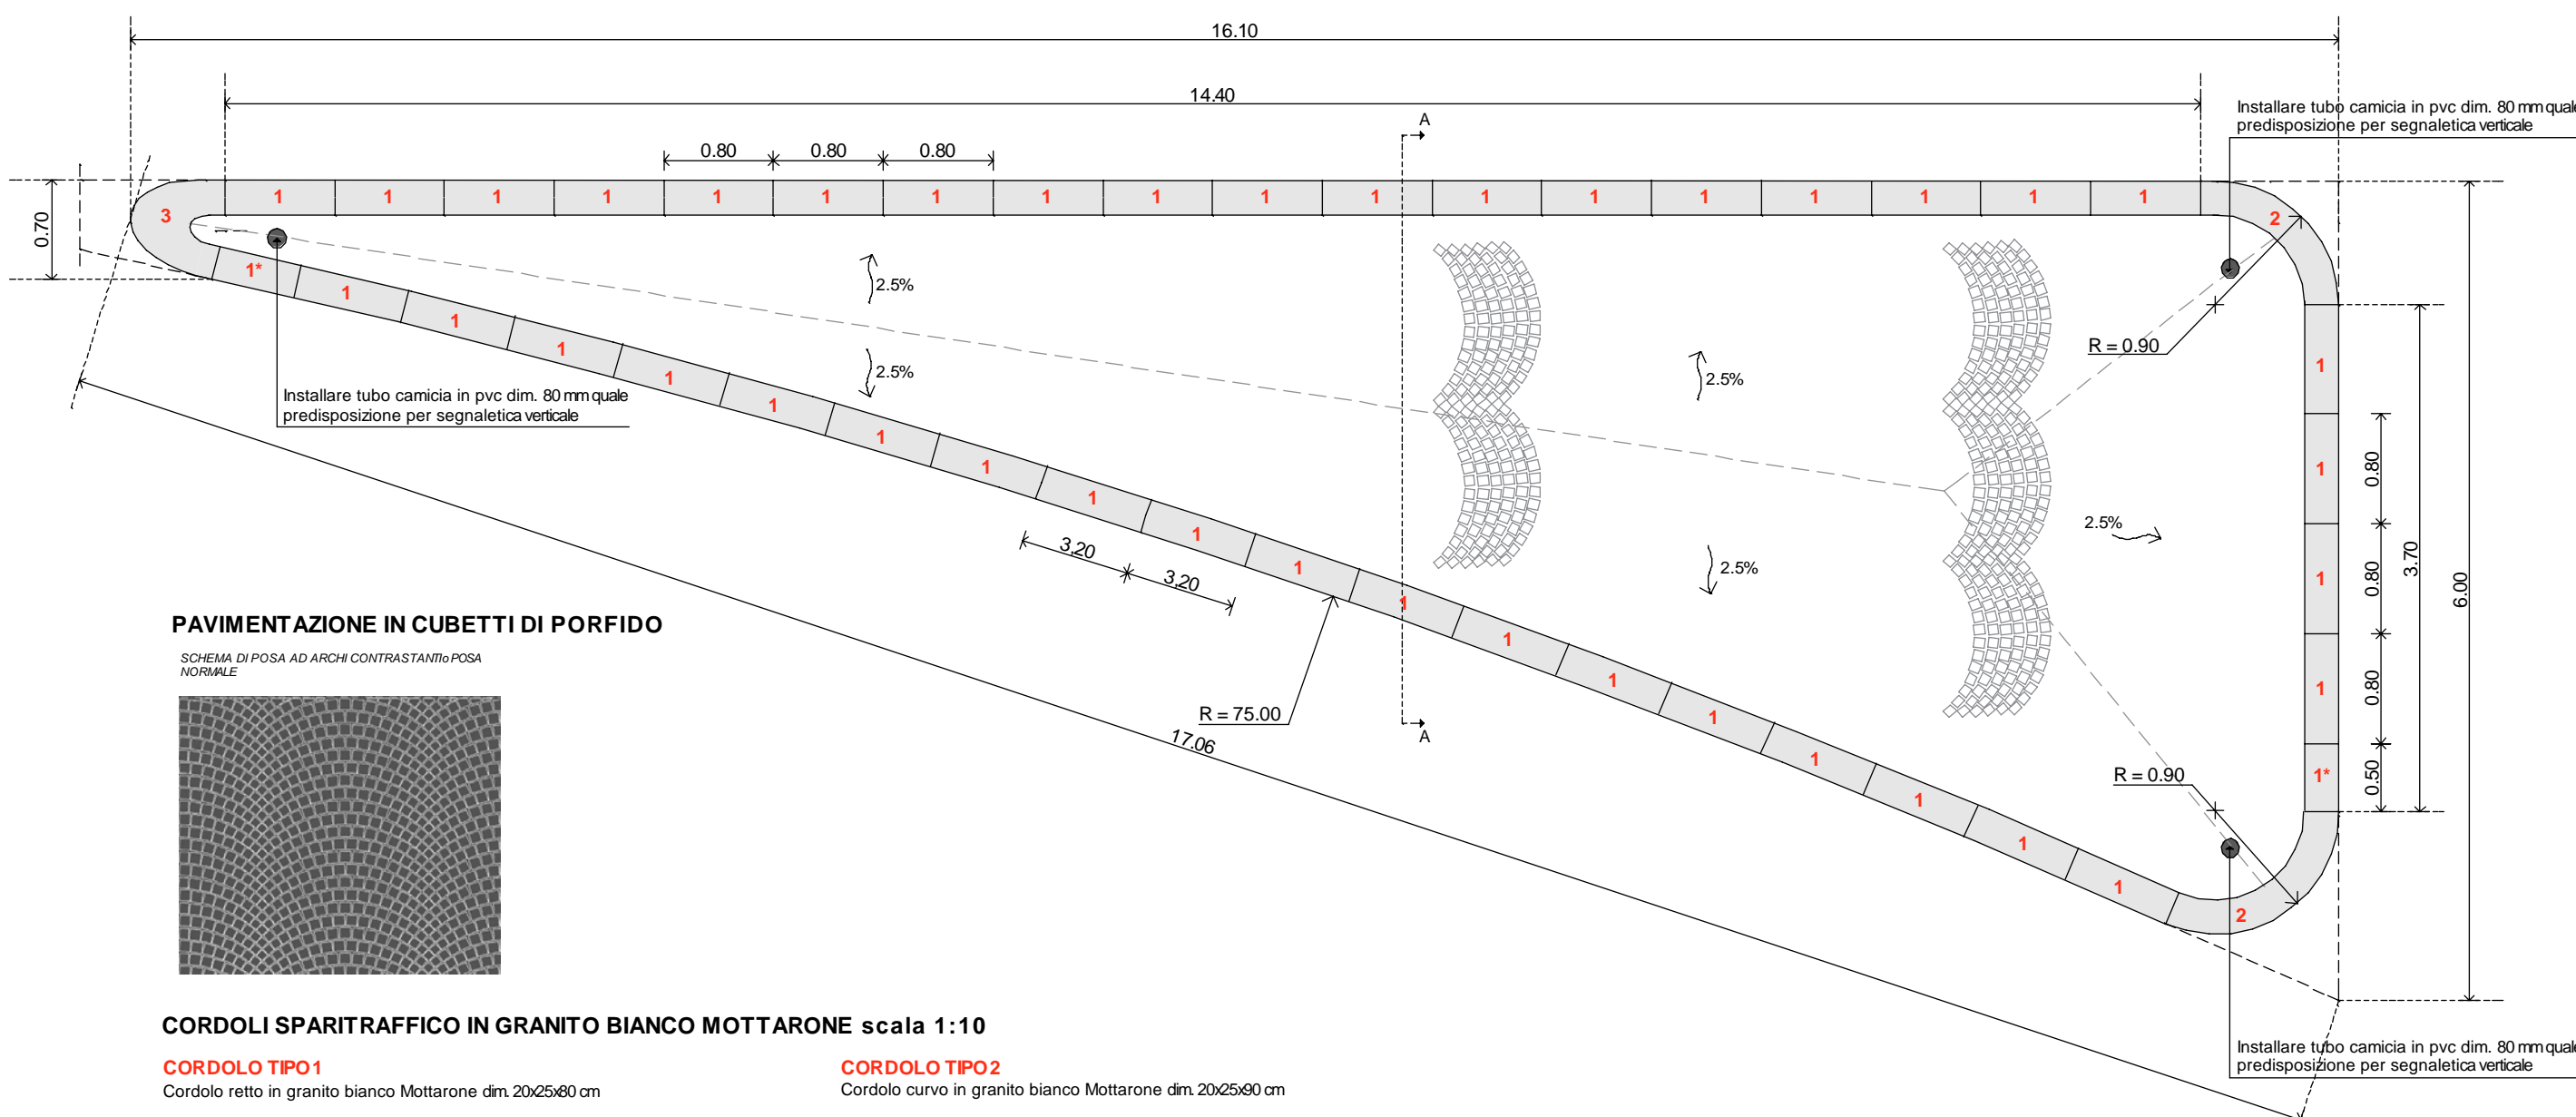 16.10
14.40
Installare tubo camicia in pvc dim. 80 mm quale
predisposizione per segnaletica verticale
A
0.80 0.80 0.80
1 1 1 1 1 1 1 1 1 1 1 1 1 1 1 1 1 1
3
2
0.70
1*
1 1 1 1 1 1 1 1 1 1 1 1 1 1 1 1 1 1
2.5%
2.5%
2.5%
2.5%
2.5%
R = 0.90
Installare tubo camicia in pvc dim. 80 mm quale
predisposizione per segnaletica verticale
1
1
1
1
1*
0.80
0.80
0.80
0.50
3.70
6.00
3.20
3.20
R = 75.00
17.06
A
R = 0.90
2
PAVIMENTAZIONE IN CUBETTI DI PORFIDO
SCHEMA DI POSA AD ARCHI CONTRASTANTI o POSA
NORMALE
Installare tubo camicia in pvc dim. 80 mm quale
predisposizione per segnaletica verticale
CORDOLI SPARITRAFFICO IN GRANITO BIANCO MOTTARONE scala 1:10
CORDOLO TIPO 1
Cordolo retto in granito bianco Mottarone dim. 20x25x80 cm
CORDOLO TIPO 2
Cordolo curvo in granito bianco Mottarone dim. 20x25x90 cm